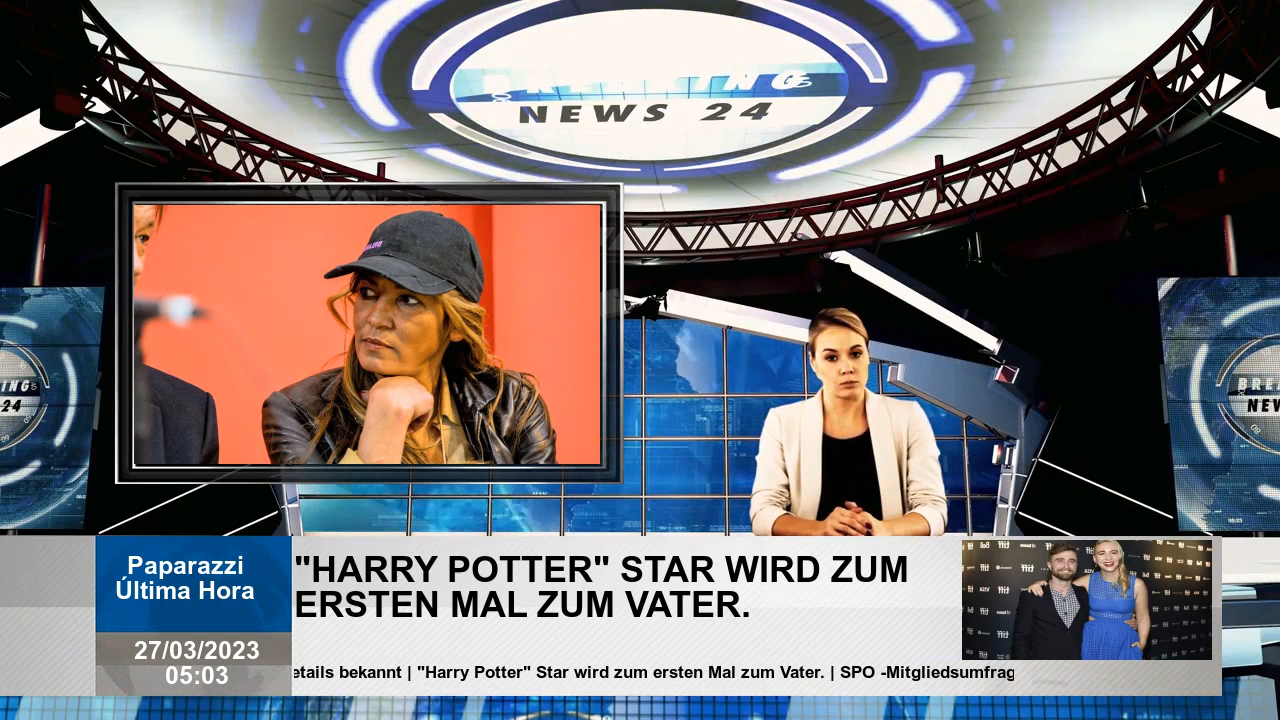 BREAKING
NEWS 24
Paparazzi
Última Hora
27/03/2023
05:03
"HARRY POTTER" STAR WIRD ZUM
ERSTEN MAL ZUM VATER.
etails bekannt | "Harry Potter" Star wird zum ersten Mal zum Vater. | SPO -Mitgliedsumfrag